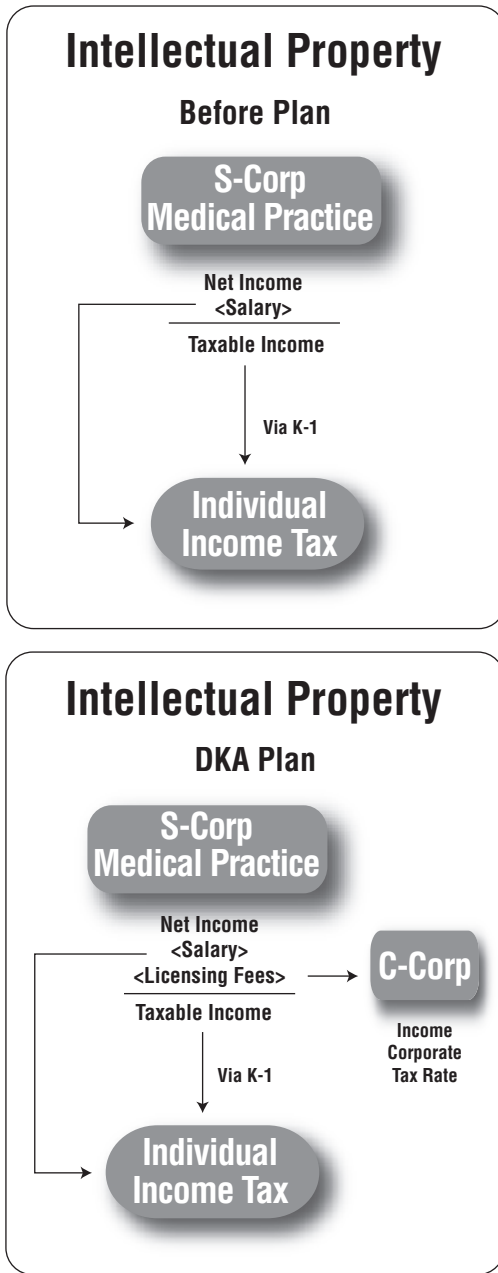 Intellectual Property
Before Plan
S-Corp
Medical Practice
Net Income
<Salary>
Taxable Income
Via K-1
Individual
Income Tax
Intellectual Property
DKA Plan
S-Corp
Medical Practice
Net Income
<Salary>
<Licensing Fees>
Taxable Income
C-Corp
Income
Corporate
Tax Rate
Via K-1
Individual
Income Tax